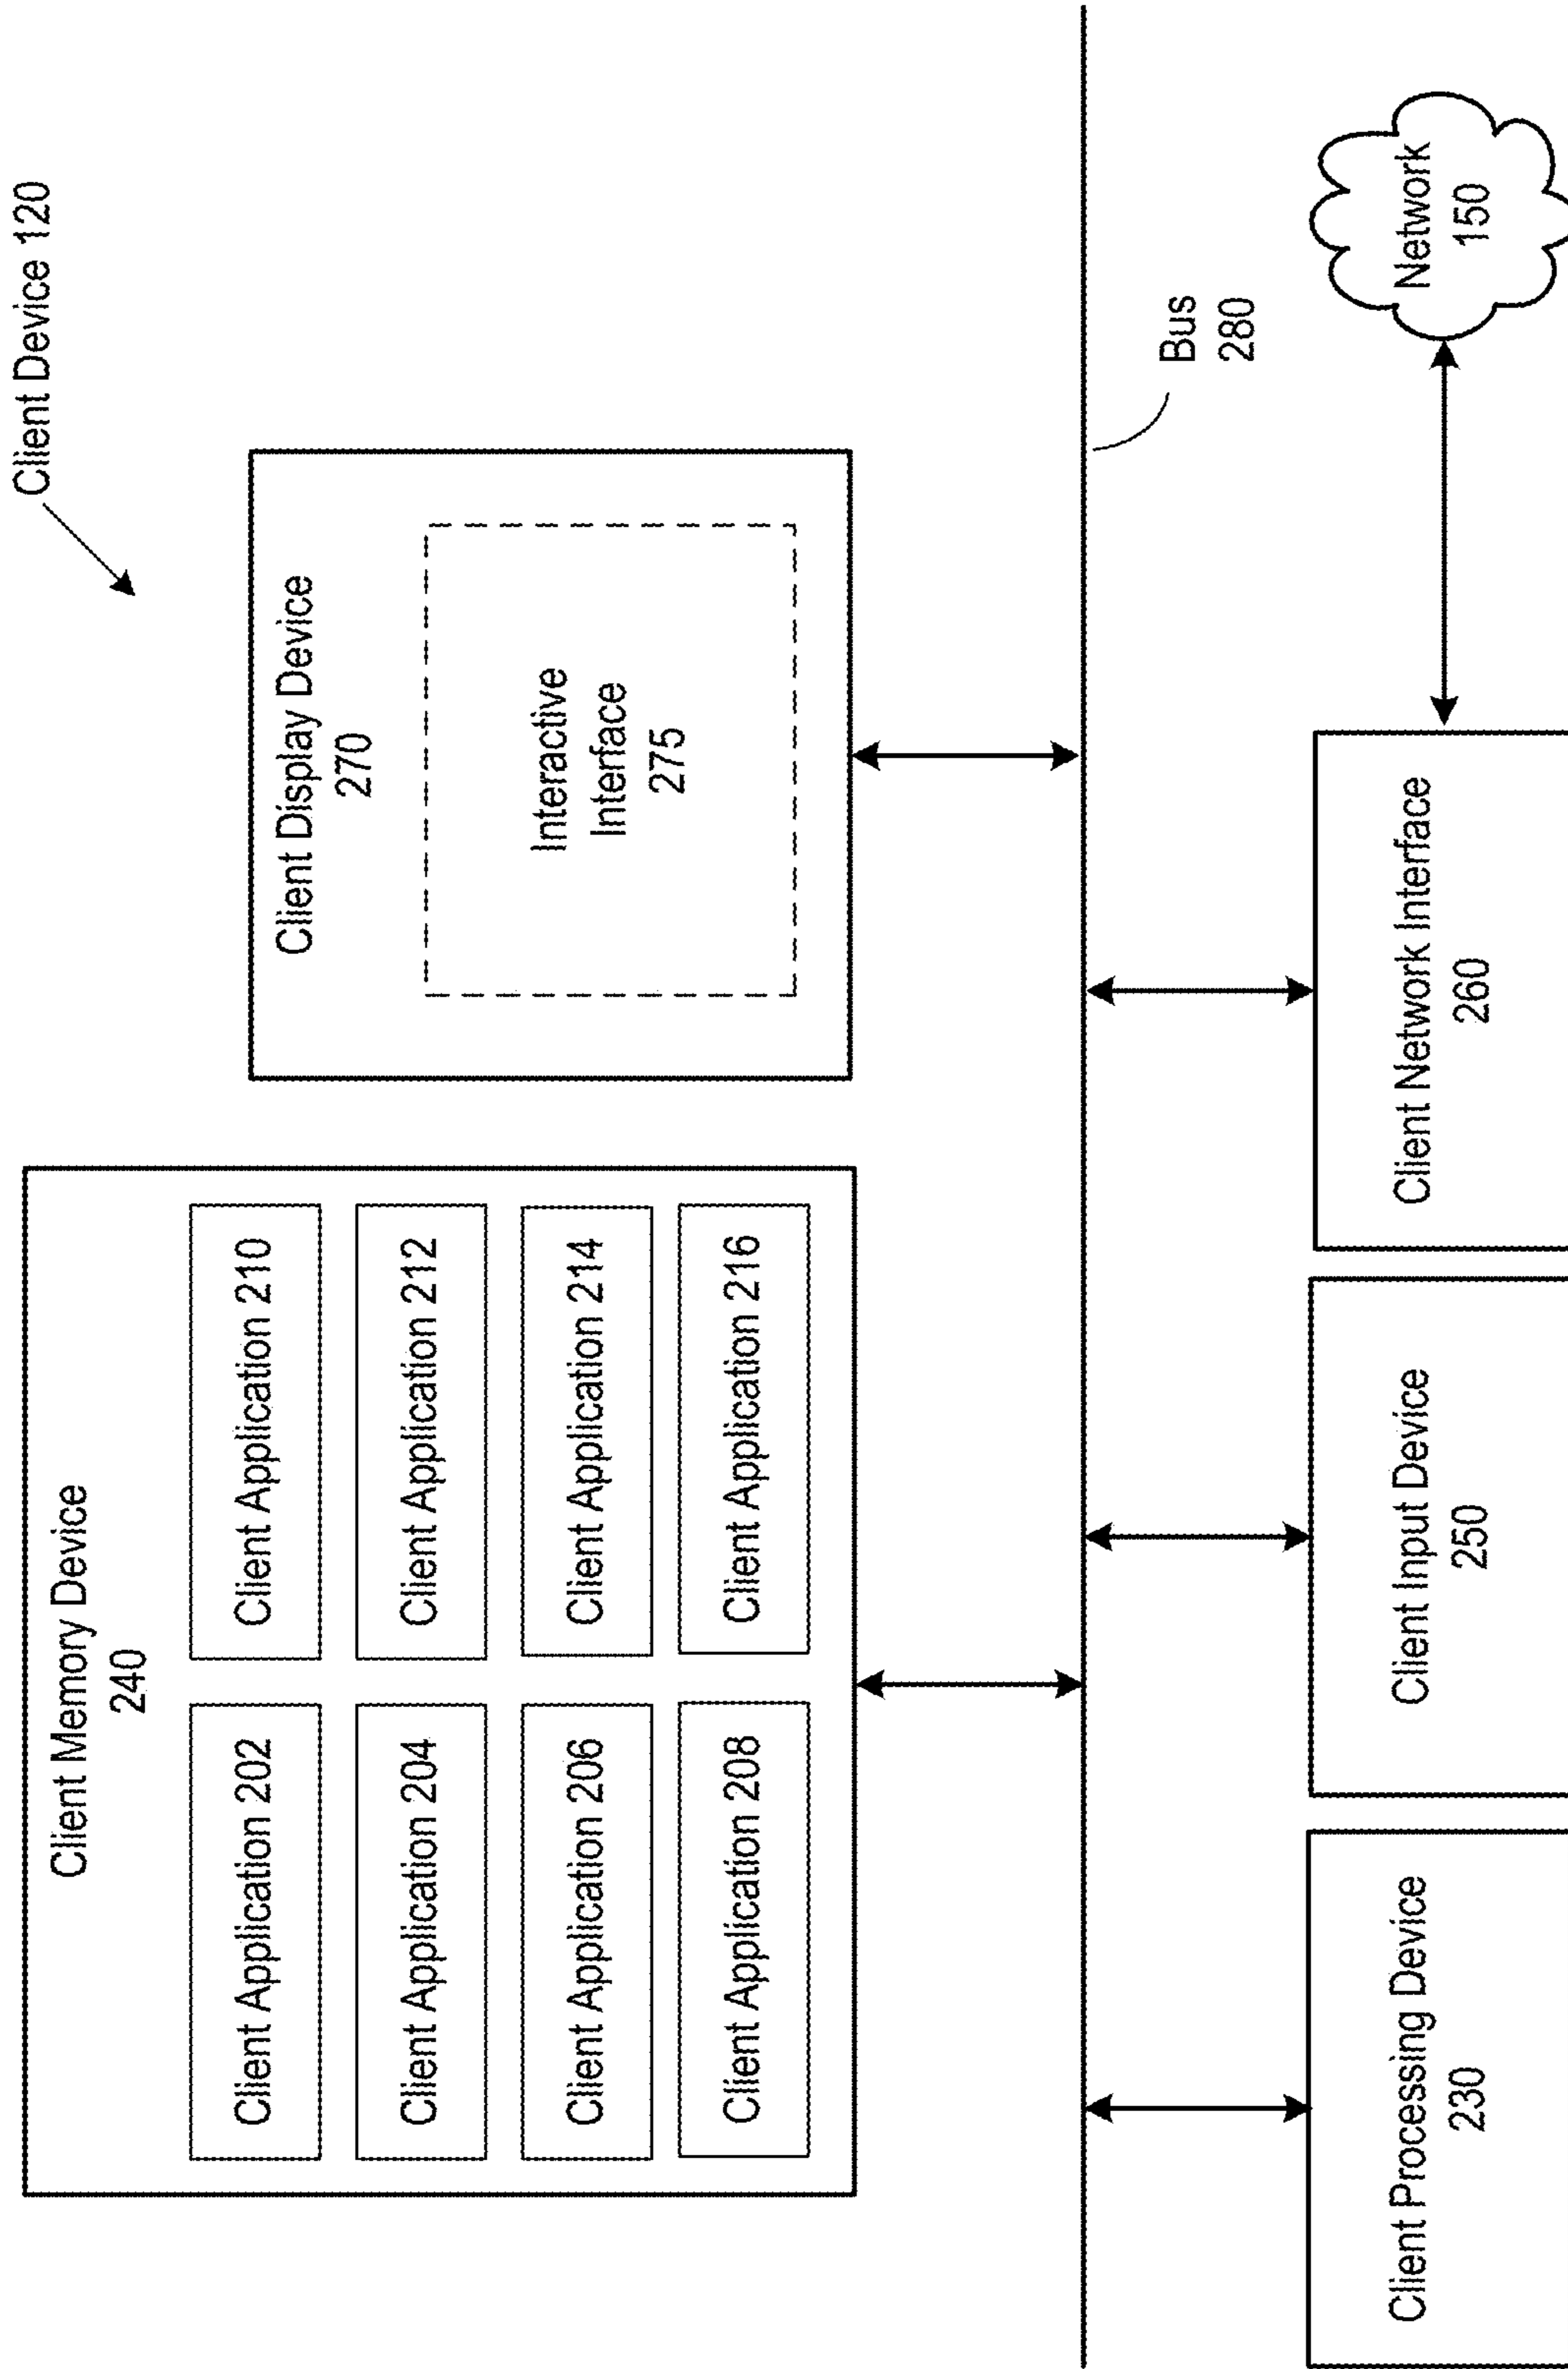 Client Device 120
Client Memory Device
240
Client Application 202
Client Application 210
Client Application 204
Client Application 212
Client Application 206
Client Application 214
Client Application 208
Client Application 216
Client Display Device
270
Interactive
Interface
275
Bus
280
Client Processing Device
230
Client Input Device
250
Client Network Interface
260
Network
150